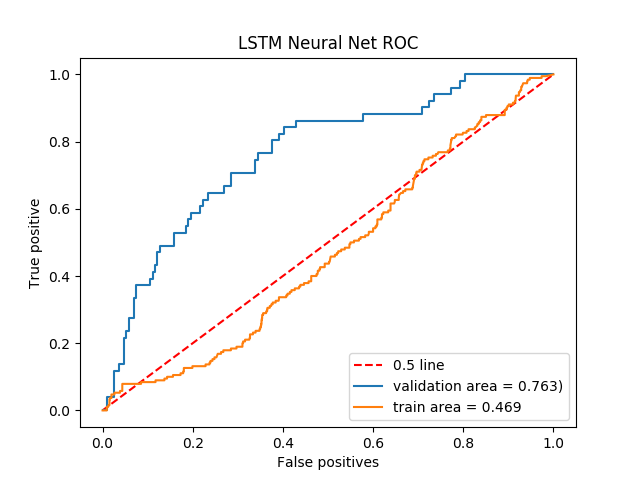 LSTM Neural Net ROC
1.0
0.8
0.6
0.4
0.2
0.0
True positive
0.5 line
validation area = 0.763)
train area = 0.469
0.0 0.2 0.4 0.6 0.8 1.0
False positives